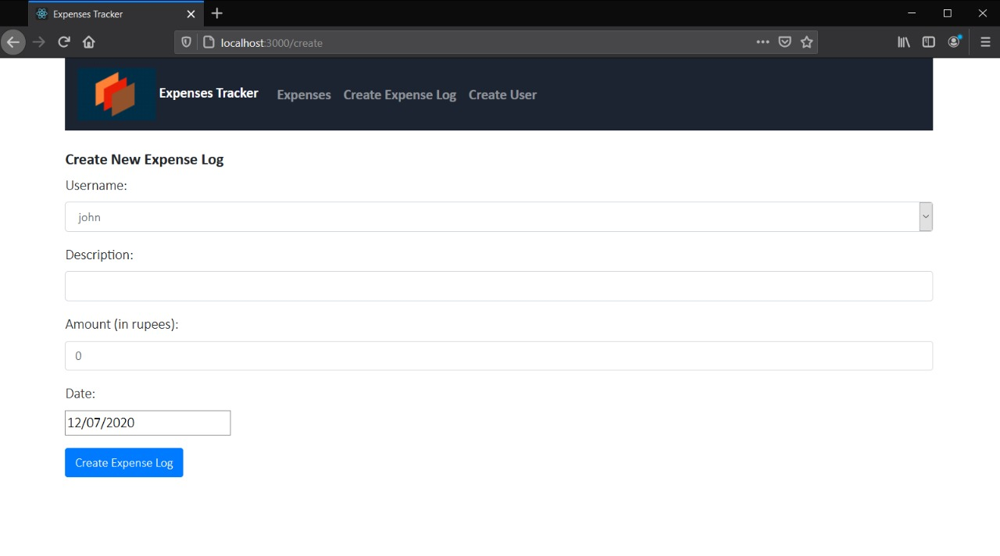 Expenses Tracker
localhost:3000/create
Expenses Tracker Expenses Create Expense Log Create User
Create New Expense Log
Username:
john
Description:
Amount (in rupees):
0
Date:
12/07/2020
Create Expense Log